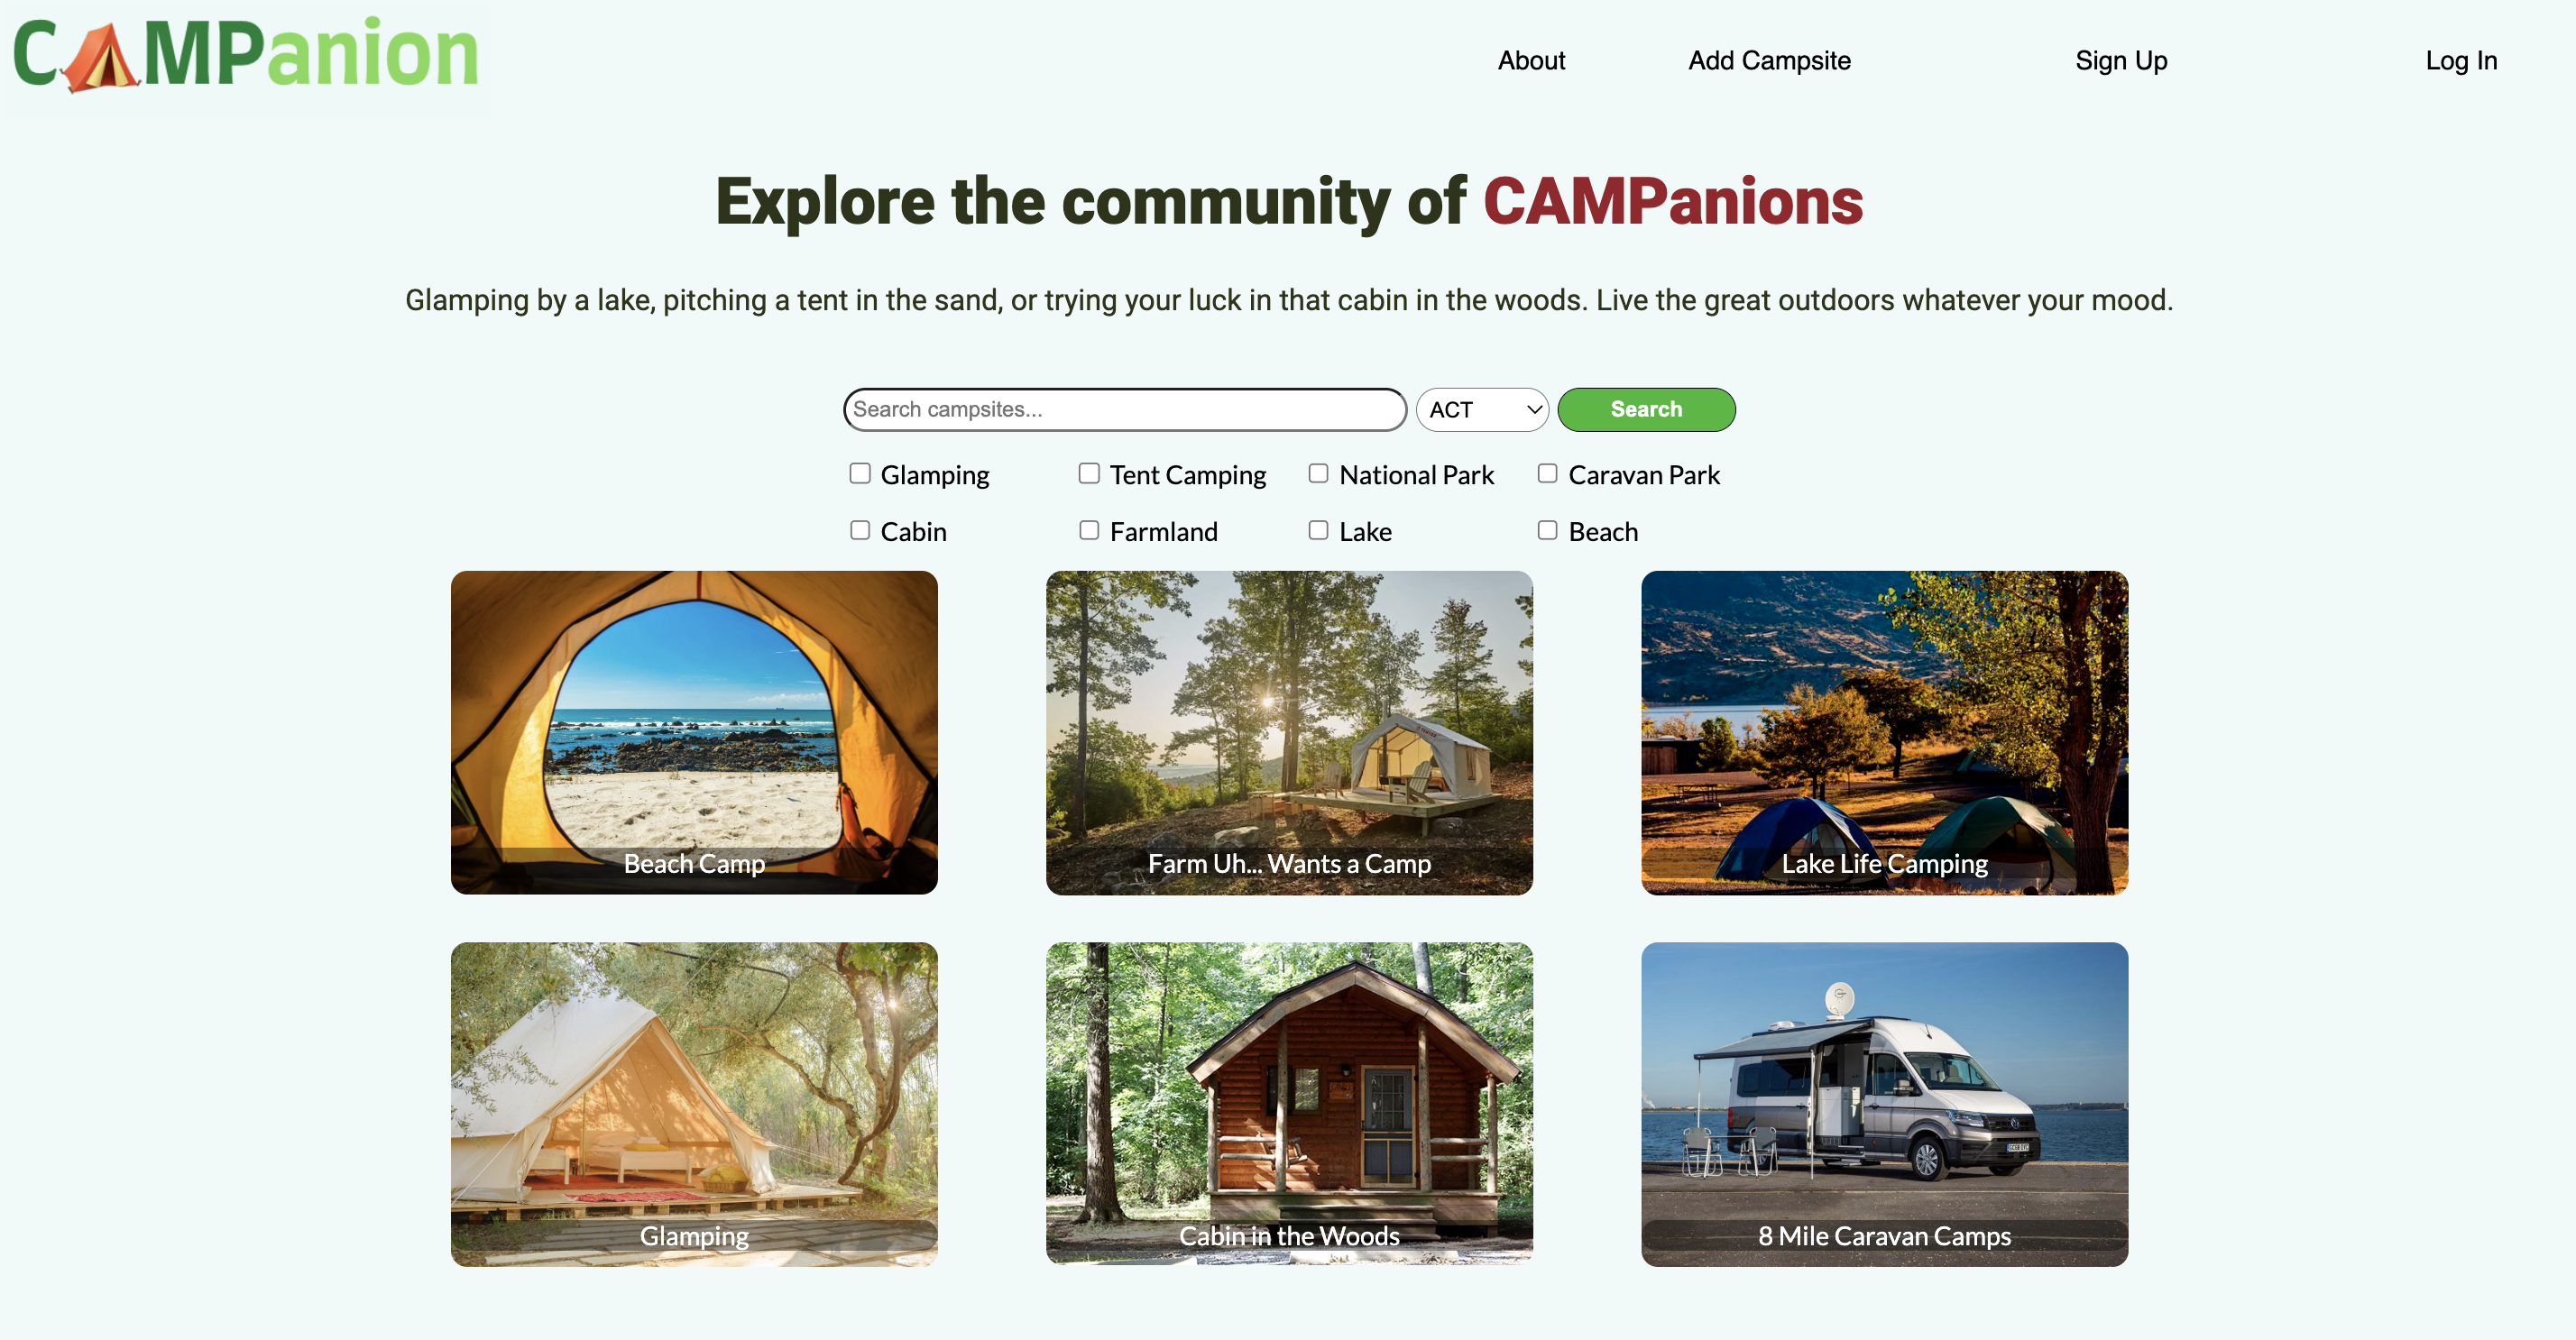 CAMPanion
About Add Campsite Sign Up Log In
Explore the community of CAMPanions
Glamping by a lake, pitching a tent in the sand, or trying your luck in that cabin in the woods. Live the great outdoors whatever your mood.
Search campsites... ACT Search
Glamping Tent Camping National Park Caravan Park
Cabin Farmland Lake Beach
Beach Camp Farm Uh... Wants a Camp Lake Life Camping
Glamping Cabin in the Woods 8 Mile Caravan Camps